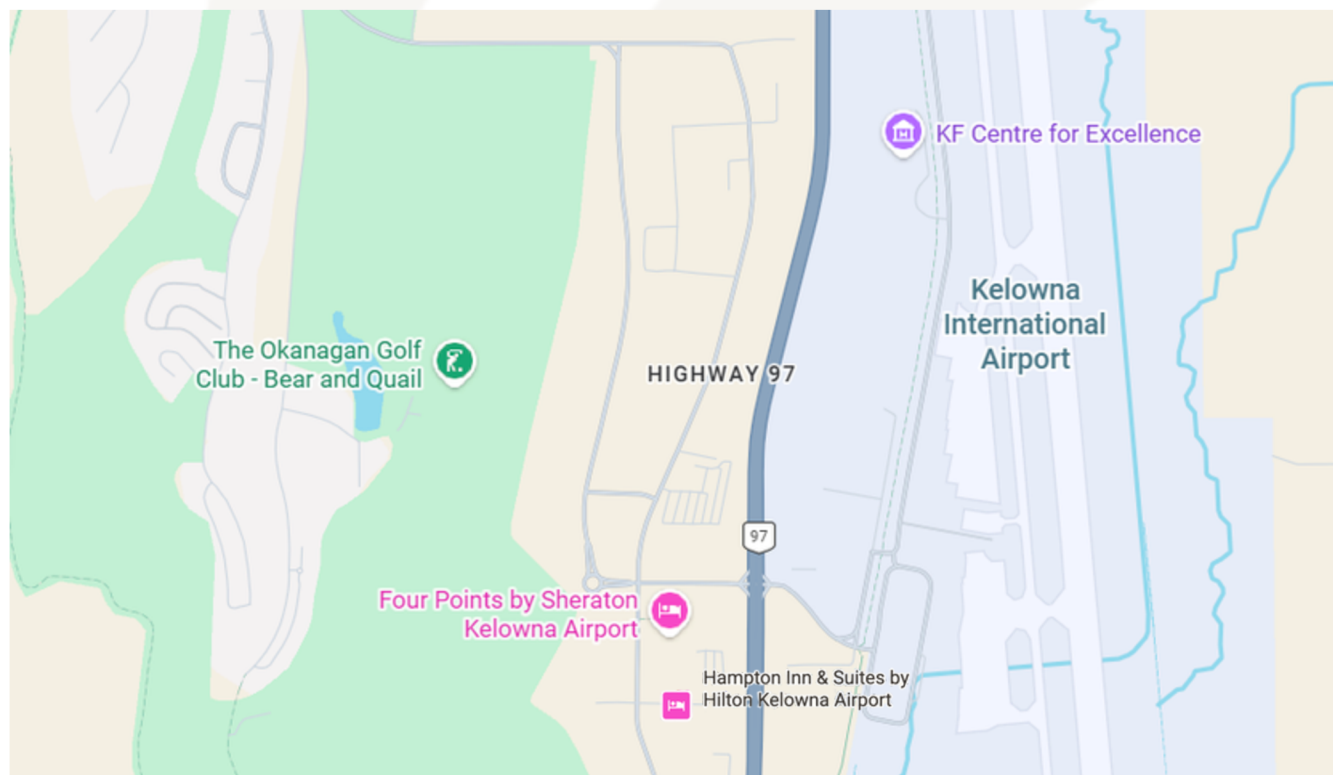 KF Centre for Excellence
Kelowna
International
Airport
The Okanagan Golf
Club - Bear and Quail
HIGHWAY 97
97
Four Points by Sheraton
Kelowna Airport
Hampton Inn & Suites by
Hilton Kelowna Airport